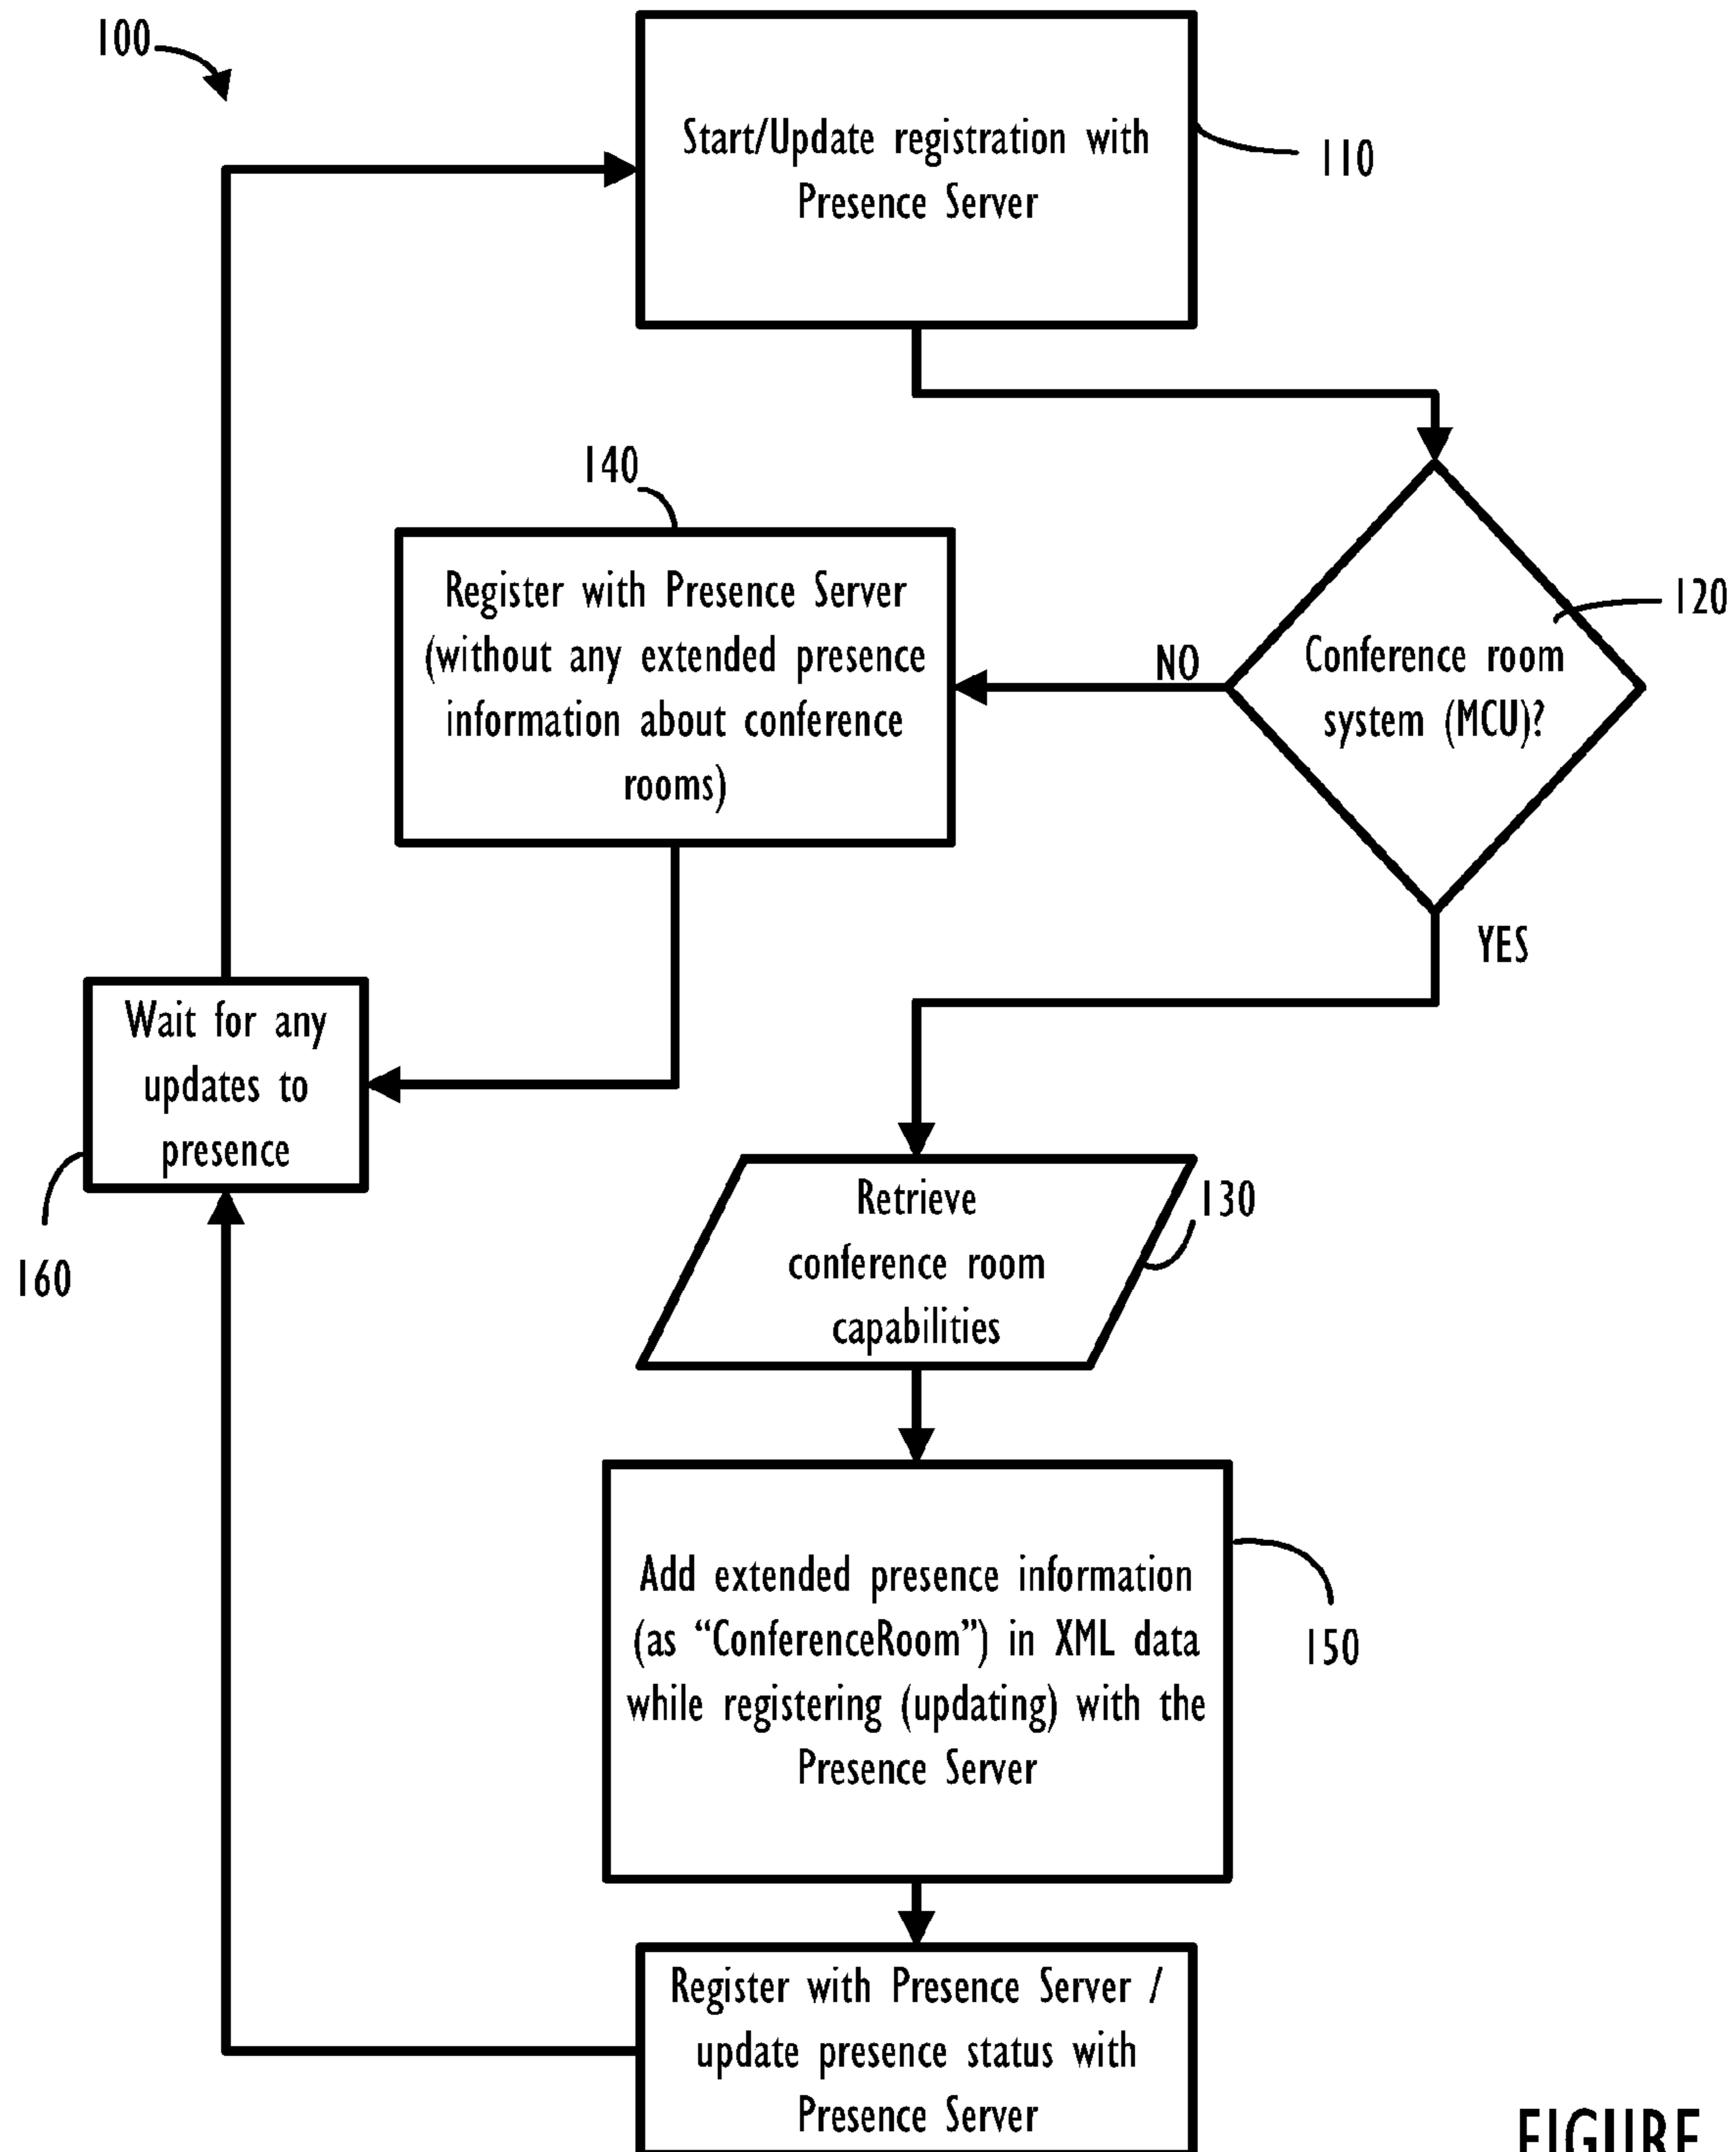 100
Start/Update registration with
Presence Server
110
140
Register with Presence Server
(without any extended presence
information about conference
rooms)
NO
Conference room
system (MCU)?
120
YES
Wait for any
updates to
presence
160
Retrieve
conference room
capabilities
130
Add extended presence information
(as “ConferenceRoom”) in XML data
while registering (updating) with the
Presence Server
150
Register with Presence Server /
update presence status with
Presence Server
FIGURE